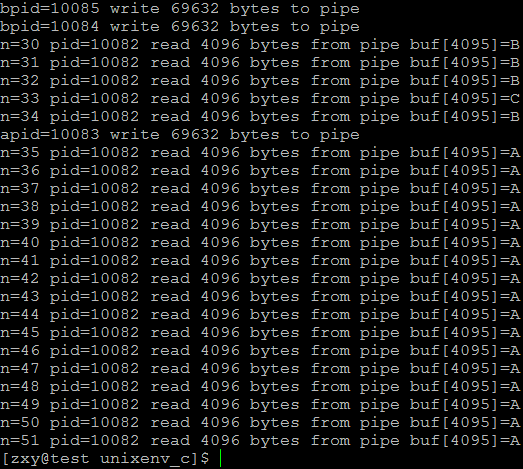 bpid=10085 write 69632 bytes to pipe
bpid=10084 write 69632 bytes to pipe
n=30 pid=10082 read 4096 bytes from pipe buf[4095]=B
n=31 pid=10082 read 4096 bytes from pipe buf[4095]=B
n=32 pid=10082 read 4096 bytes from pipe buf[4095]=B
n=33 pid=10082 read 4096 bytes from pipe buf[4095]=C
n=34 pid=10082 read 4096 bytes from pipe buf[4095]=B
apid=10083 write 69632 bytes to pipe
n=35 pid=10082 read 4096 bytes from pipe buf[4095]=A
n=36 pid=10082 read 4096 bytes from pipe buf[4095]=A
n=37 pid=10082 read 4096 bytes from pipe buf[4095]=A
n=38 pid=10082 read 4096 bytes from pipe buf[4095]=A
n=39 pid=10082 read 4096 bytes from pipe buf[4095]=A
n=40 pid=10082 read 4096 bytes from pipe buf[4095]=A
n=41 pid=10082 read 4096 bytes from pipe buf[4095]=A
n=42 pid=10082 read 4096 bytes from pipe buf[4095]=A
n=43 pid=10082 read 4096 bytes from pipe buf[4095]=A
n=44 pid=10082 read 4096 bytes from pipe buf[4095]=A
n=45 pid=10082 read 4096 bytes from pipe buf[4095]=A
n=46 pid=10082 read 4096 bytes from pipe buf[4095]=A
n=47 pid=10082 read 4096 bytes from pipe buf[4095]=A
n=48 pid=10082 read 4096 bytes from pipe buf[4095]=A
n=49 pid=10082 read 4096 bytes from pipe buf[4095]=A
n=50 pid=10082 read 4096 bytes from pipe buf[4095]=A
n=51 pid=10082 read 4096 bytes from pipe buf[4095]=A
[zxy@test unixenv_c]$